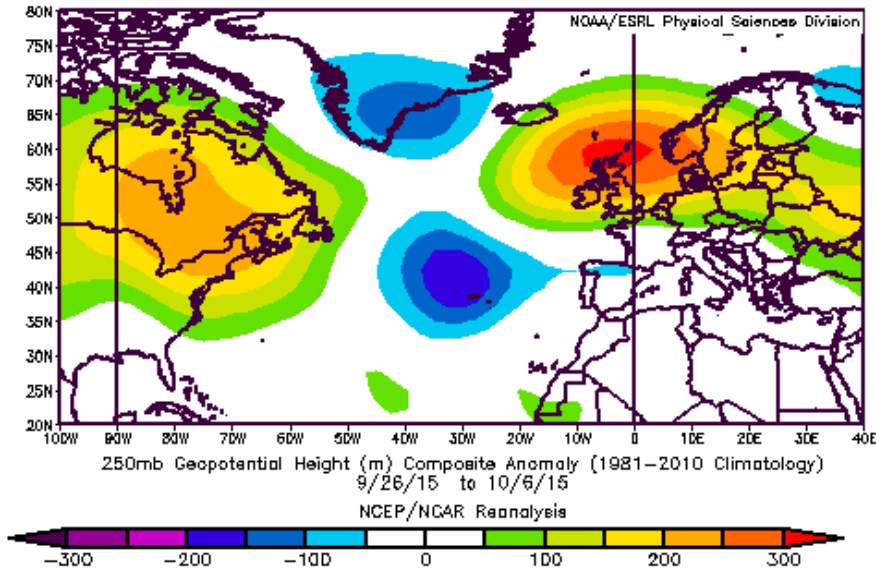 NOAA/ESRL Physical Sciences Division
80N
75N
70N
65N
60N
55N
50N
45N
40N
35N
30N
25N
20N
100W 90W 80W 70W 60W 50W 40W 30W 20W 10W 0 10E 20E 30E 40E
250mb Geopotential Height (m) Composite Anomaly (1981-2010 Climatology)
9/26/15 to 10/6/15
NCEP/NCAR Reanalysis
-300 -200 -100 0 100 200 300